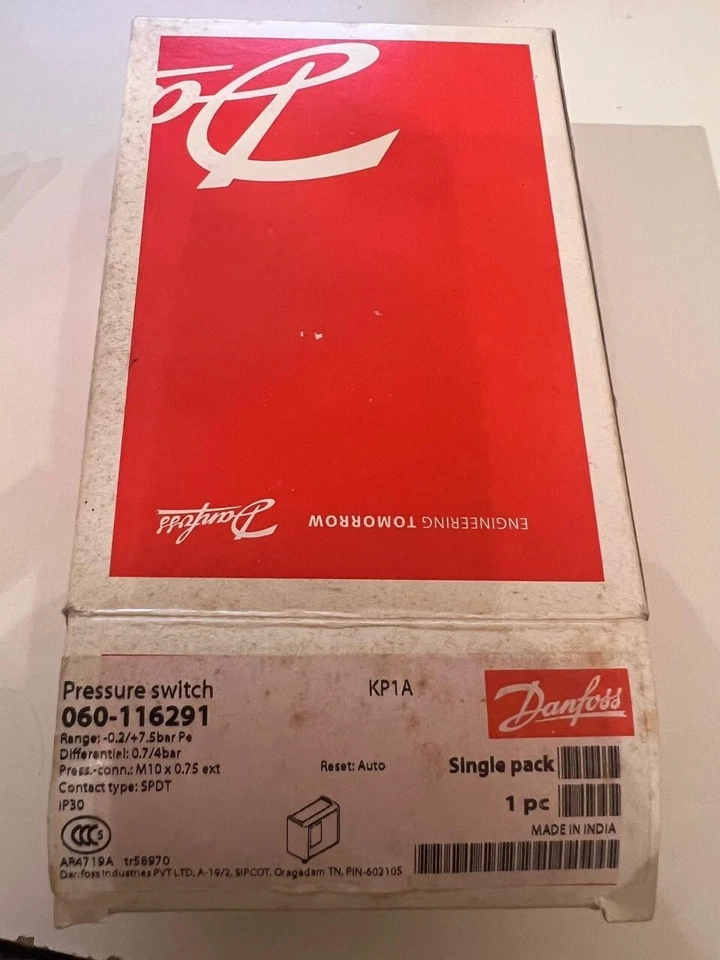 Danfoss
ENGINEERING TOMORROW
Pressure switch
KP1A
Danfoss
060-116291
Range: -0.2/+7.5bar Pe
Differential: 0.7/4bar
Press.-conn.: M10 x 0.75 ext
Reset: Auto
Single pack
Contact type: SPDT
IP30
1 pc
CCC S
MADE IN INDIA
AR4719A tr58970
Danfoss Industries PVT LTD, A-19/2, SIPCOT, Oragadam TN, PIN-602105